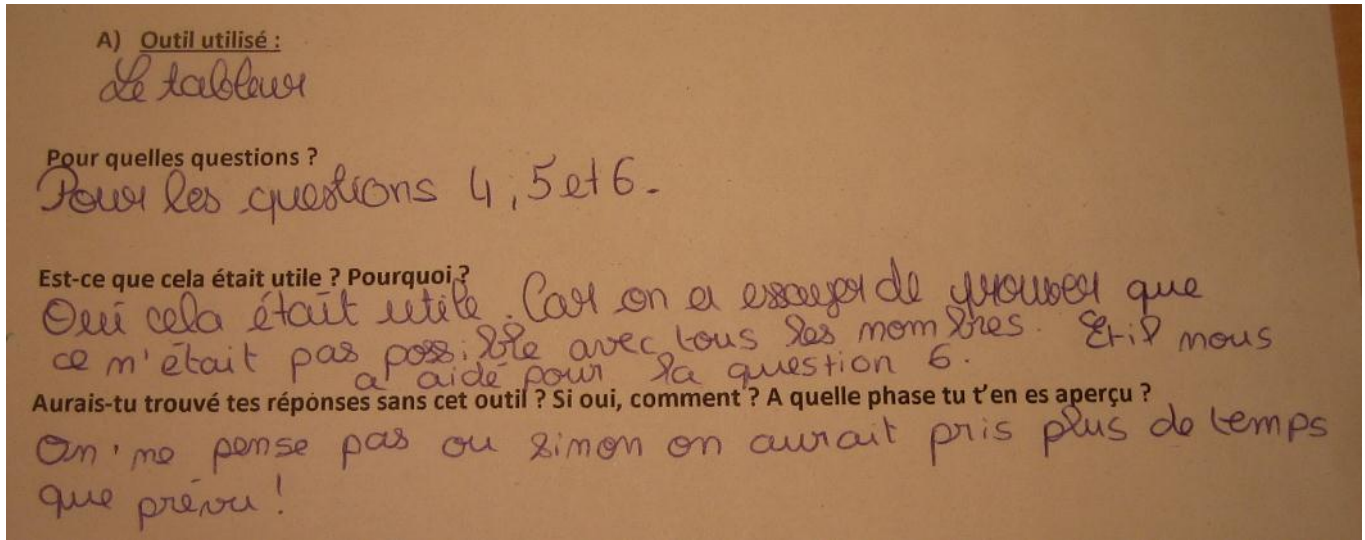 A) Outil utilisé :
Le tableur
Pour quelles questions ?
Pour les questions 4, 5 et 6.
Est-ce que cela était utile ? Pourquoi ?
Oui cela était utile. Car on a essayer de prouver que
ce n'était pas possible avec tous les nombres. Et il nous
a aidé pour la question 6.
Aurais-tu trouvé tes réponses sans cet outil ? Si oui, comment ? A quelle phase tu t'en es aperçu ?
On ne pense pas ou sinon on aurait pris plus de temps
que prévu !